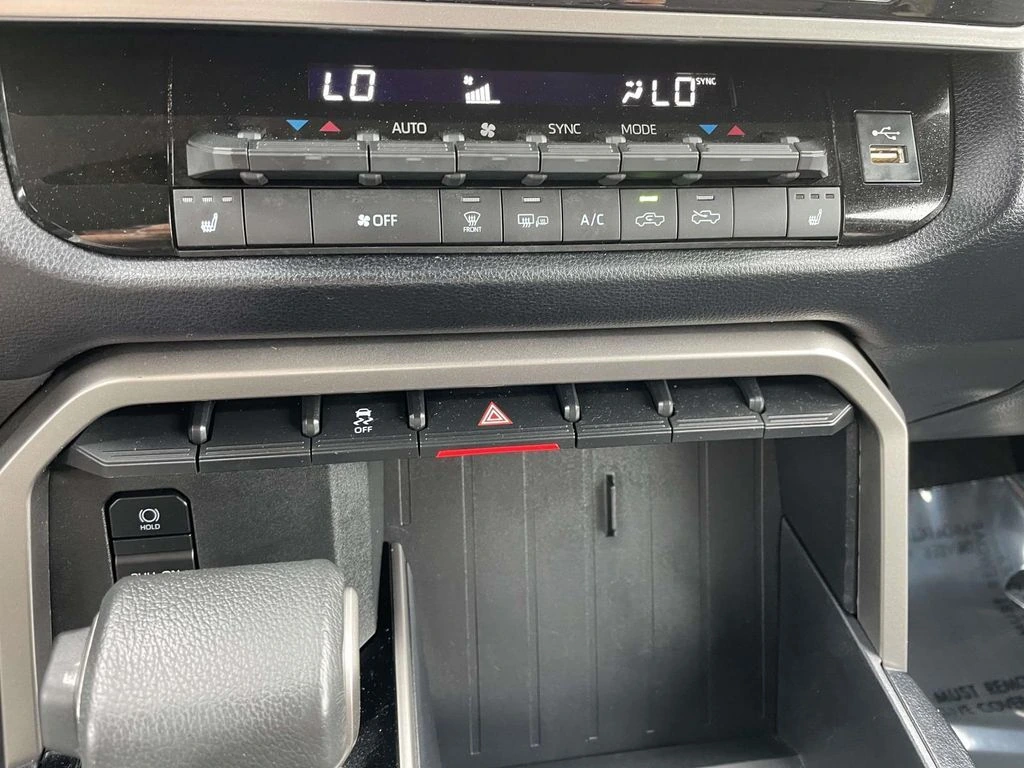 LO LO SYNC
AUTO SYNC MODE
OFF FRONT A/C
OFF
HOLD
MUST REMO